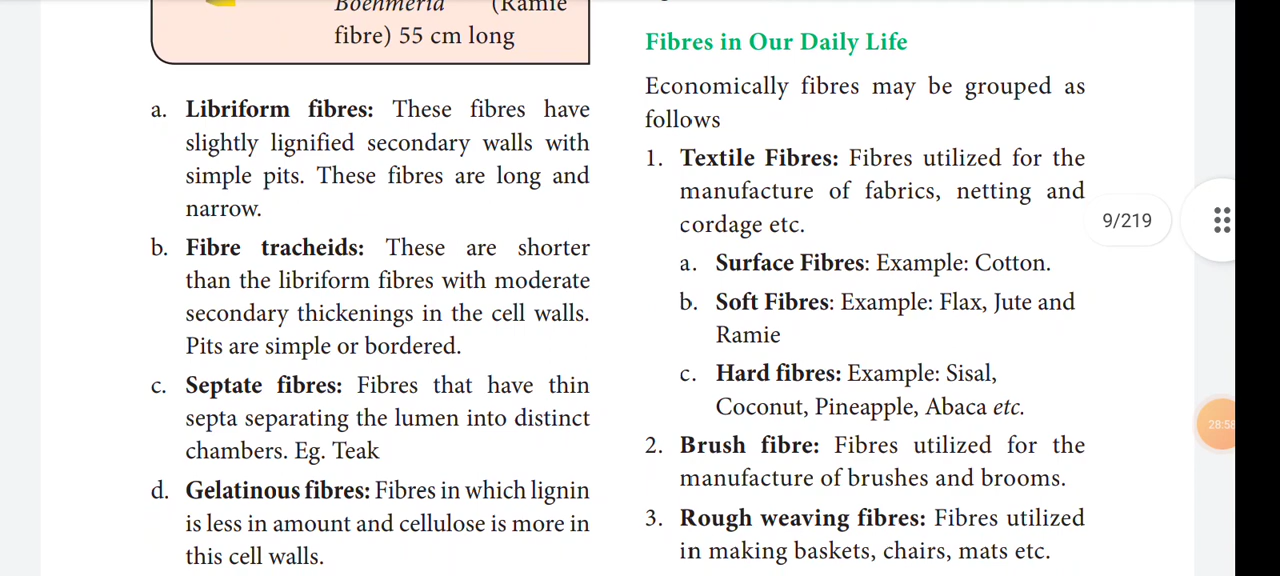 Boehmeria (Ramie
fibre) 55 cm long
a. Libriform fibres: These fibres have
slightly lignified secondary walls with
simple pits. These fibres are long and
narrow.
b. Fibre tracheids: These are shorter
than the libriform fibres with moderate
secondary thickenings in the cell walls.
Pits are simple or bordered.
c. Septate fibres: Fibres that have thin
septa separating the lumen into distinct
chambers. Eg. Teak
d. Gelatinous fibres: Fibres in which lignin
is less in amount and cellulose is more in
this cell walls.
Fibres in Our Daily Life
Economically fibres may be grouped as
follows
1. Textile Fibres: Fibres utilized for the
manufacture of fabrics, netting and
cordage etc.
a. Surface Fibres: Example: Cotton.
b. Soft Fibres: Example: Flax, Jute and
Ramie
c. Hard fibres: Example: Sisal,
Coconut, Pineapple, Abaca etc.
2. Brush fibre: Fibres utilized for the
manufacture of brushes and brooms.
3. Rough weaving fibres: Fibres utilized
in making baskets, chairs, mats etc.
9/219
28:58